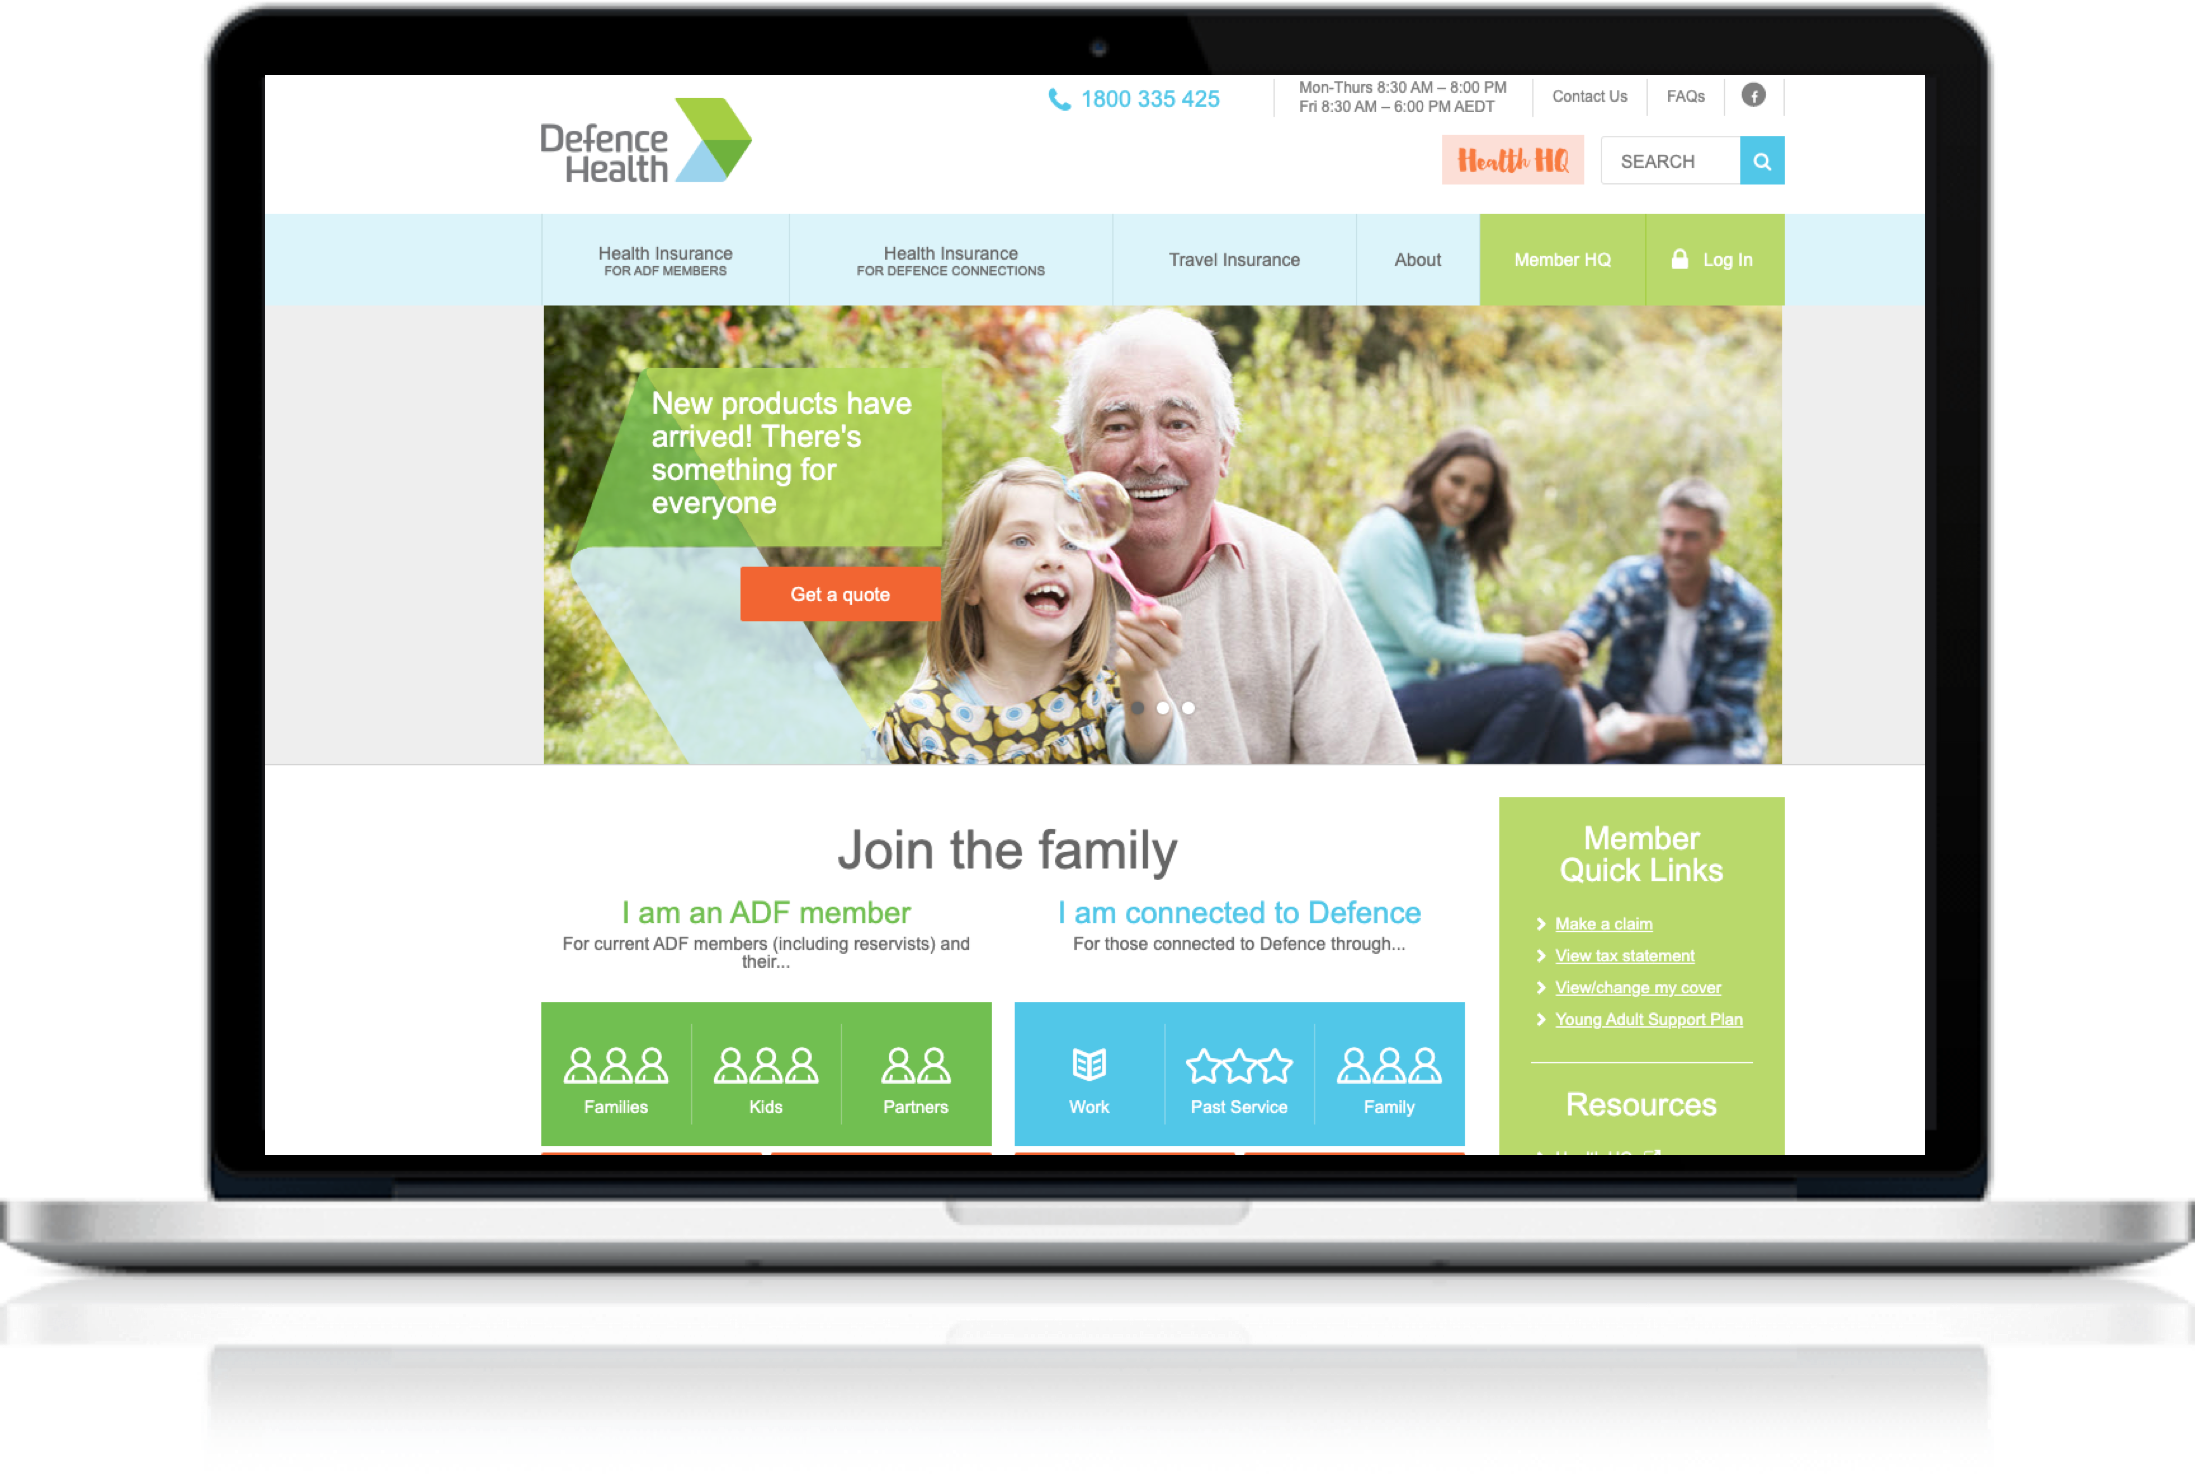 1800 335 425
Mon-Thurs 8:30 AM – 8:00 PM
Fri 8:30 AM – 6:00 PM AEDT
Contact Us
FAQs
Defence
Health
Health HQ
SEARCH
Health Insurance
FOR ADF MEMBERS
Health Insurance
FOR DEFENCE CONNECTIONS
Travel Insurance
About
Member HQ
Log In
New products have
arrived! There's
something for
everyone
Get a quote
Join the family
I am an ADF member
For current ADF members (including reservists) and
their...
Families
Kids
Partners
I am connected to Defence
For those connected to Defence through...
Work
Past Service
Family
Member
Quick Links
Make a claim
View tax statement
View/change my cover
Young Adult Support Plan
Resources